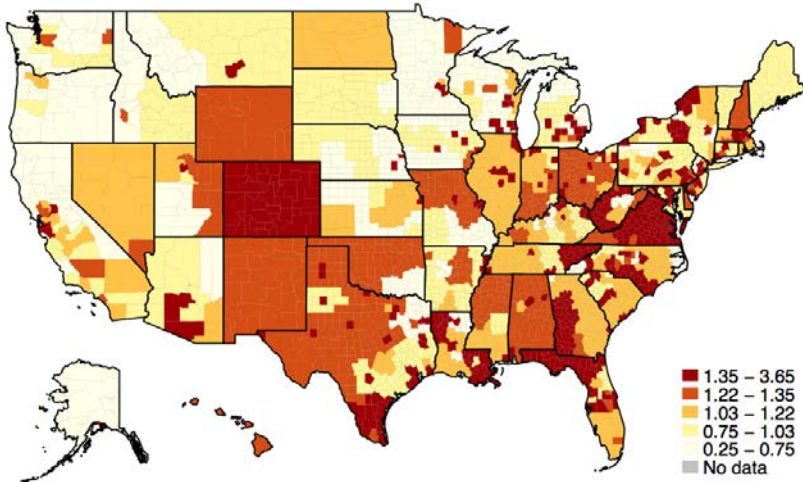 1.35 – 3.65
1.22 – 1.35
1.03 – 1.22
0.75 – 1.03
0.25 – 0.75
No data